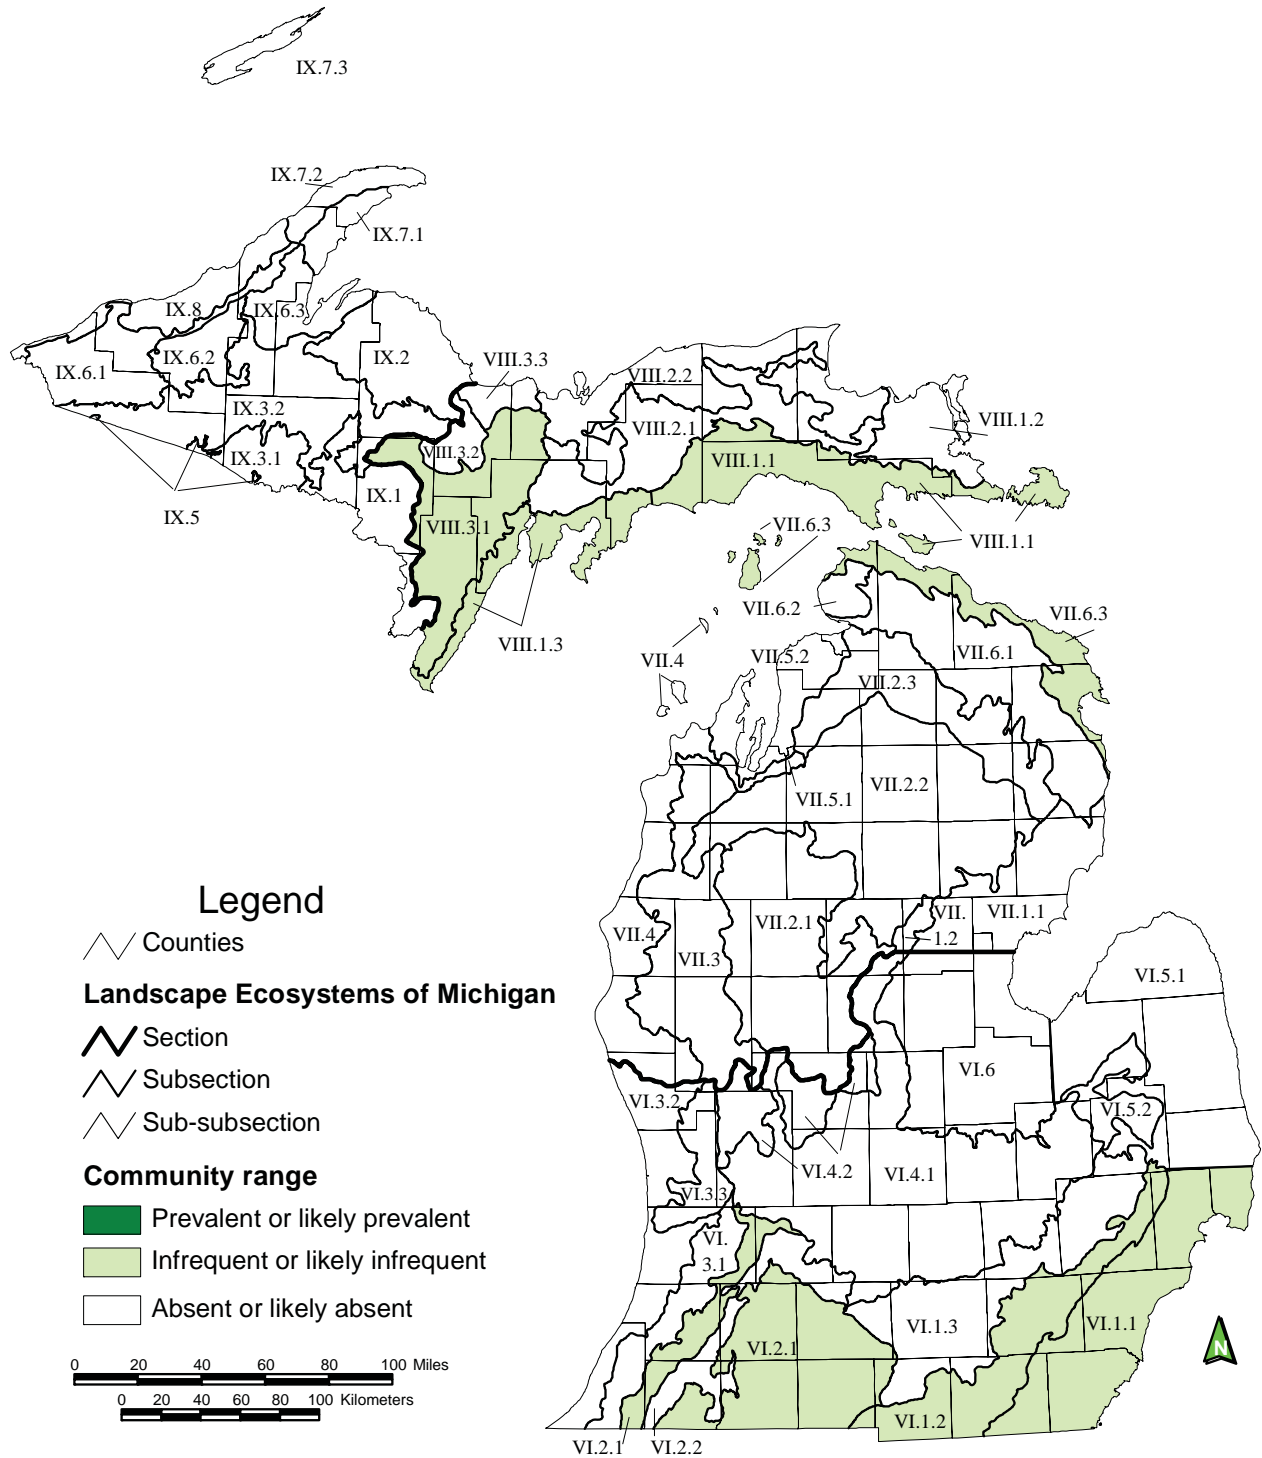 IX.7.3
IX.7.2
IX.7.1
IX.8
IX.6.3
IX.6.1
IX.6.2
IX.2
VIII.3.3
VIII.2.2
IX.3.2
VIII.2.1
VIII.1.2
IX.3.1
VIII.3.2
VIII.1.1
IX.1
IX.5
VIII.3.1
VII.6.3
VIII.1.1
VII.6.2
VII.6.3
VIII.1.3
VII.4
VII.5.2
VII.6.1
VII.2.3
VII.5.1
VII.2.2
VII.4
VII.3
VII.2.1
VII.
1.2
VII.1.1
VI.5.1
VI.6
VI.3.2
VI.5.2
VI.4.2
VI.4.1
VI.3.3
VI.
3.1
VI.1.3
VI.1.1
VI.2.1
VI.1.2
VI.2.1
VI.2.2
Legend
Counties
Landscape Ecosystems of Michigan
Section
Subsection
Sub-subsection
Community range
Prevalent or likely prevalent
Infrequent or likely infrequent
Absent or likely absent
0 20 40 60 80 100 Miles
0 20 40 60 80 100 Kilometers
N